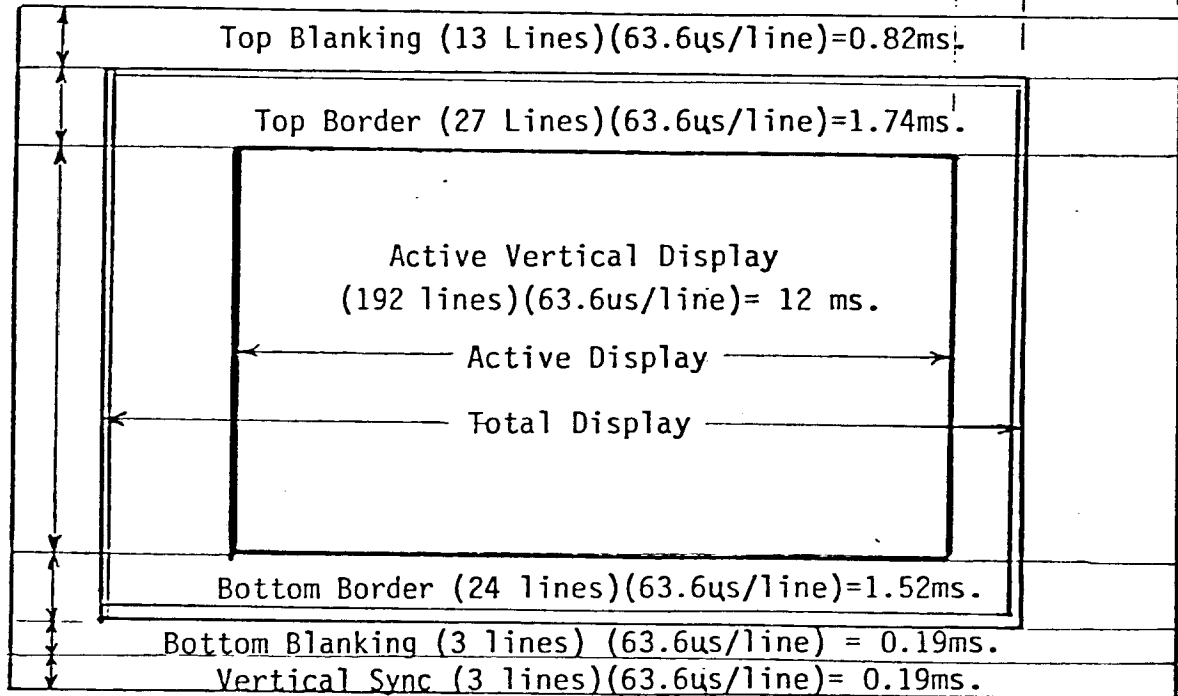 Top Blanking (13 Lines)(63.6us/line)=0.82ms.
Top Border (27 Lines)(63.6us/line)=1.74ms.
Active Vertical Display
(192 lines)(63.6us/line)= 12 ms.
Active Display
Total Display
Bottom Border (24 lines)(63.6us/line)=1.52ms.
Bottom Blanking (3 lines) (63.6us/line) = 0.19ms.
Vertical Sync (3 lines)(63.6us/line)= 0.19ms.